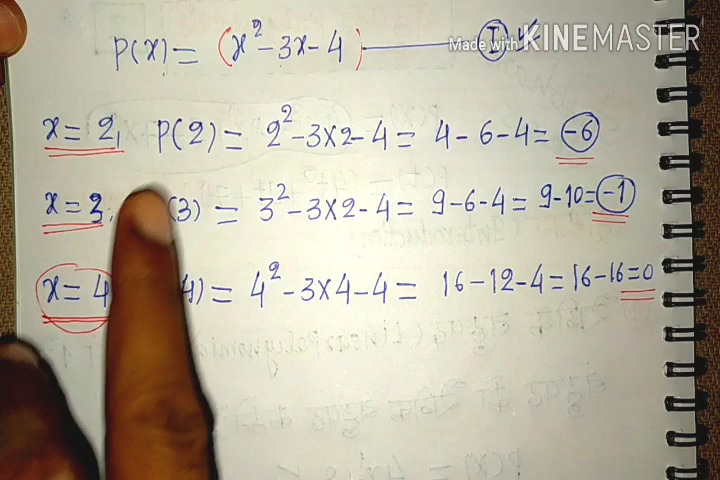 P(x) = (x² - 3x - 4) ——— I
Made with KINEMASTER
x = 2, P(2) = 2² - 3×2 - 4 = 4 - 6 - 4 = -6
x = 3, (3) = 3² - 3×2 - 4 = 9 - 6 - 4 = 9 - 10 = -1
x = 4 4) = 4² - 3×4 - 4 = 16 - 12 - 4 = 16 - 16 = 0